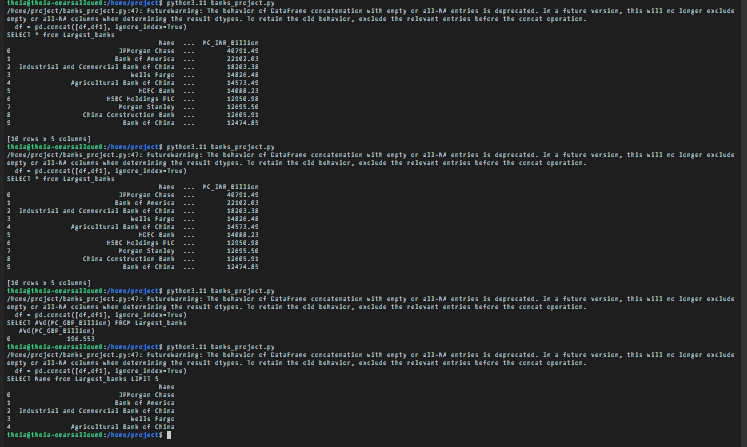 theia@theia-omarsalloum0:/home/project$ python3.11 banks_project.py
/home/project/banks_project.py:47: FutureWarning: The behavior of DataFrame concatenation with empty or all-NA entries is deprecated. In a future version, this will no longer exclude
empty or all-NA columns when determining the result dtypes. To retain the old behavior, exclude the relevant entries before the concat operation.
  df = pd.concat([df,df1], ignore_index=True)
SELECT * from Largest_banks
Name ... MC_INR_Billion
0 JPMorgan Chase ... 40791.49
1 Bank of America ... 22102.03
2 Industrial and Commercial Bank of China ... 18203.38
3 Wells Fargo ... 14826.48
4 Agricultural Bank of China ... 14573.49
5 HDFC Bank ... 14088.23
6 HSBC Holdings PLC ... 12950.98
7 Morgan Stanley ... 12695.50
8 China Construction Bank ... 12605.91
9 Bank of China ... 12474.85
[10 rows x 5 columns]
theia@theia-omarsalloum0:/home/project$ python3.11 banks_project.py
/home/project/banks_project.py:47: FutureWarning: The behavior of DataFrame concatenation with empty or all-NA entries is deprecated. In a future version, this will no longer exclude
empty or all-NA columns when determining the result dtypes. To retain the old behavior, exclude the relevant entries before the concat operation.
  df = pd.concat([df,df1], ignore_index=True)
SELECT * from Largest_banks
Name ... MC_INR_Billion
0 JPMorgan Chase ... 40791.49
1 Bank of America ... 22102.03
2 Industrial and Commercial Bank of China ... 18203.38
3 Wells Fargo ... 14826.48
4 Agricultural Bank of China ... 14573.49
5 HDFC Bank ... 14088.23
6 HSBC Holdings PLC ... 12950.98
7 Morgan Stanley ... 12695.50
8 China Construction Bank ... 12605.91
9 Bank of China ... 12474.85
[10 rows x 5 columns]
theia@theia-omarsalloum0:/home/project$ python3.11 banks_project.py
/home/project/banks_project.py:47: FutureWarning: The behavior of DataFrame concatenation with empty or all-NA entries is deprecated. In a future version, this will no longer exclude
empty or all-NA columns when determining the result dtypes. To retain the old behavior, exclude the relevant entries before the concat operation.
  df = pd.concat([df,df1], ignore_index=True)
SELECT AVG(MC_GBP_Billion) FROM Largest_banks
AVG(MC_GBP_Billion)
0 196.553
theia@theia-omarsalloum0:/home/project$ python3.11 banks_project.py
/home/project/banks_project.py:47: FutureWarning: The behavior of DataFrame concatenation with empty or all-NA entries is deprecated. In a future version, this will no longer exclude
empty or all-NA columns when determining the result dtypes. To retain the old behavior, exclude the relevant entries before the concat operation.
  df = pd.concat([df,df1], ignore_index=True)
SELECT Name from Largest_banks LIMIT 5
Name
0 JPMorgan Chase
1 Bank of America
2 Industrial and Commercial Bank of China
3 Wells Fargo
4 Agricultural Bank of China
theia@theia-omarsalloum0:/home/project$